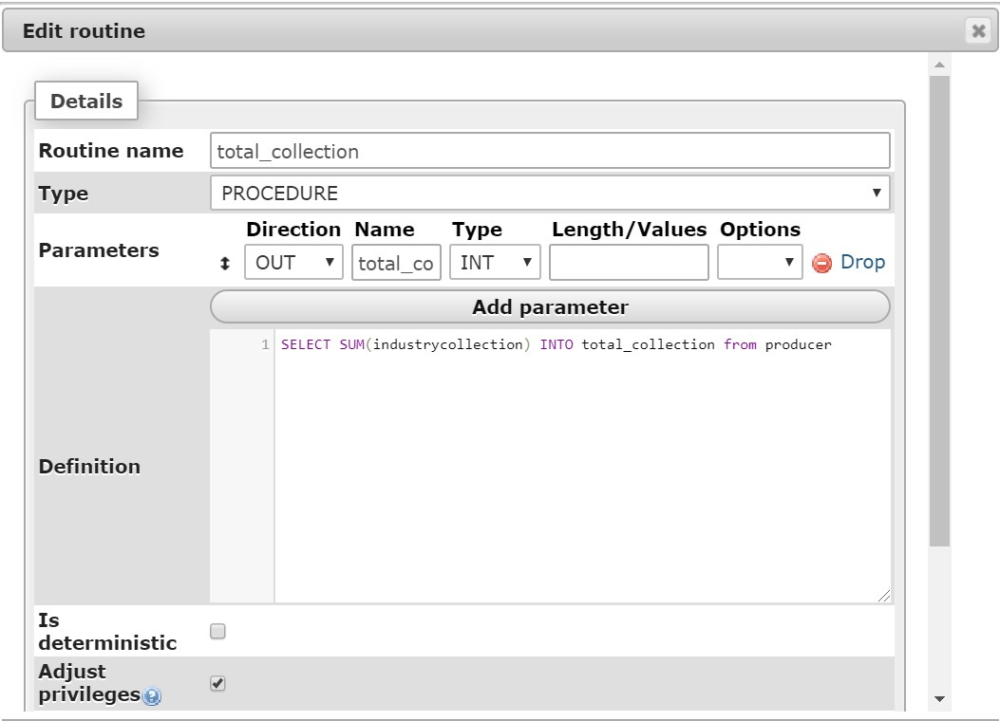 Edit routine
Details
Routine name total_collection
Type PROCEDURE
Direction Name Type Length/Values Options
Parameters OUT total_co INT Drop
Add parameter
1 SELECT SUM(industrycollection) INTO total_collection from producer
Definition
Is
deterministic
Adjust
privileges